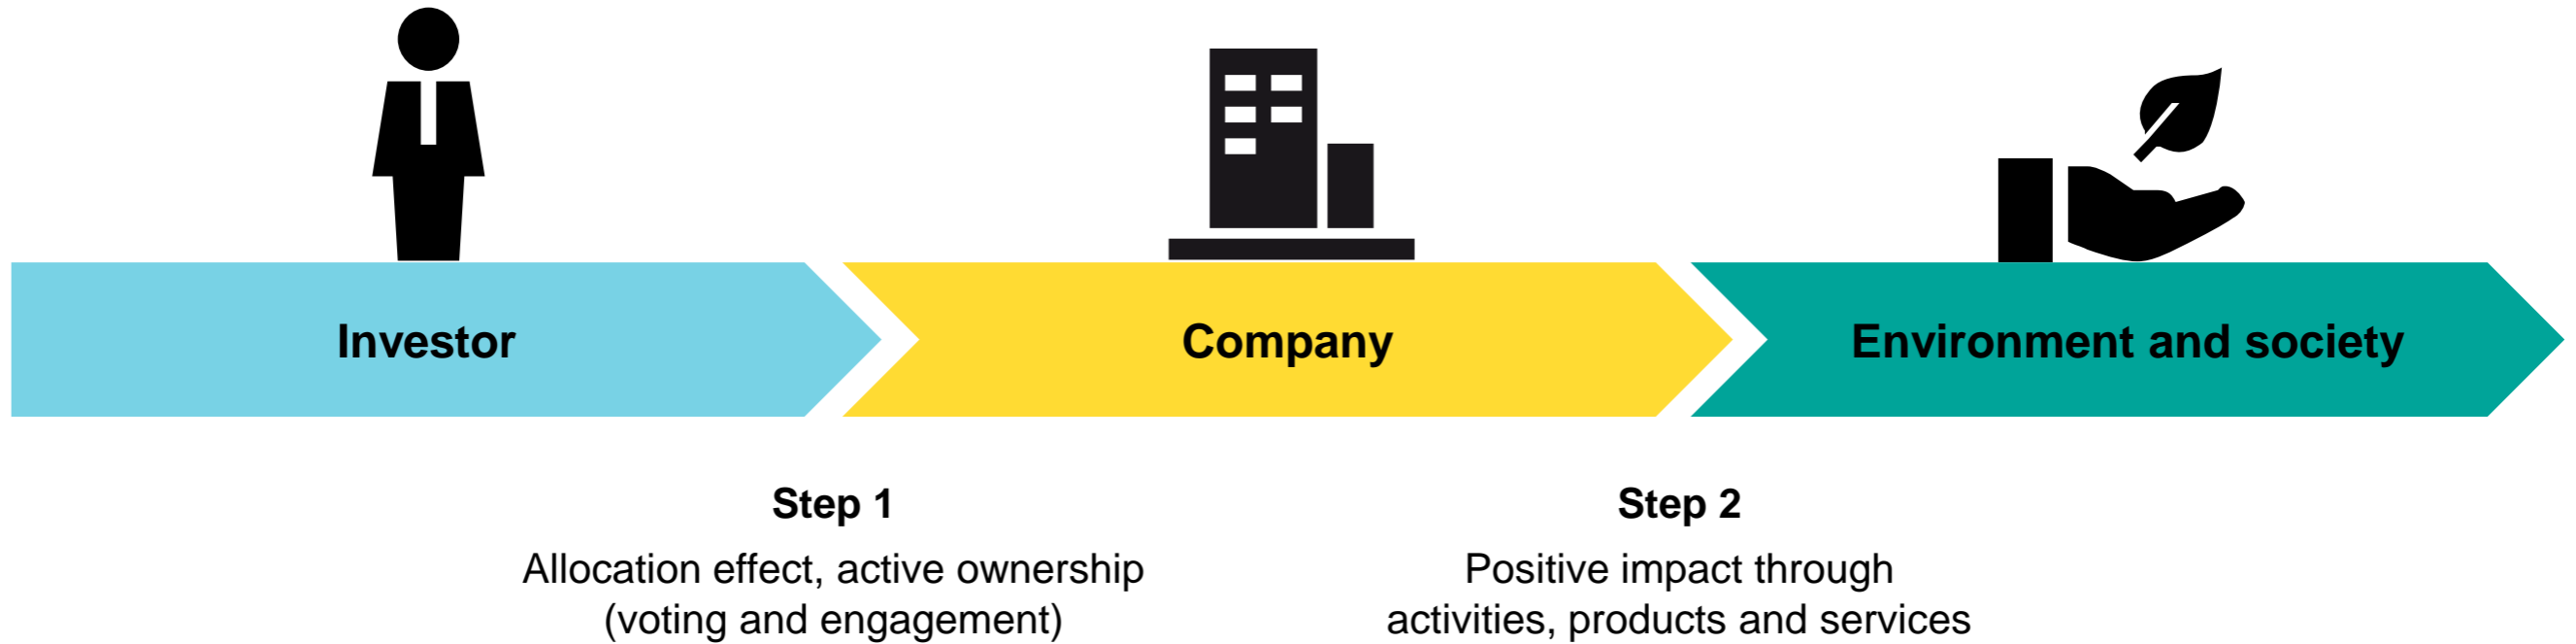 Investor
Company
Environment and society
Step 1
Allocation effect, active ownership
(voting and engagement)
Step 2
Positive impact through
activities, products and services